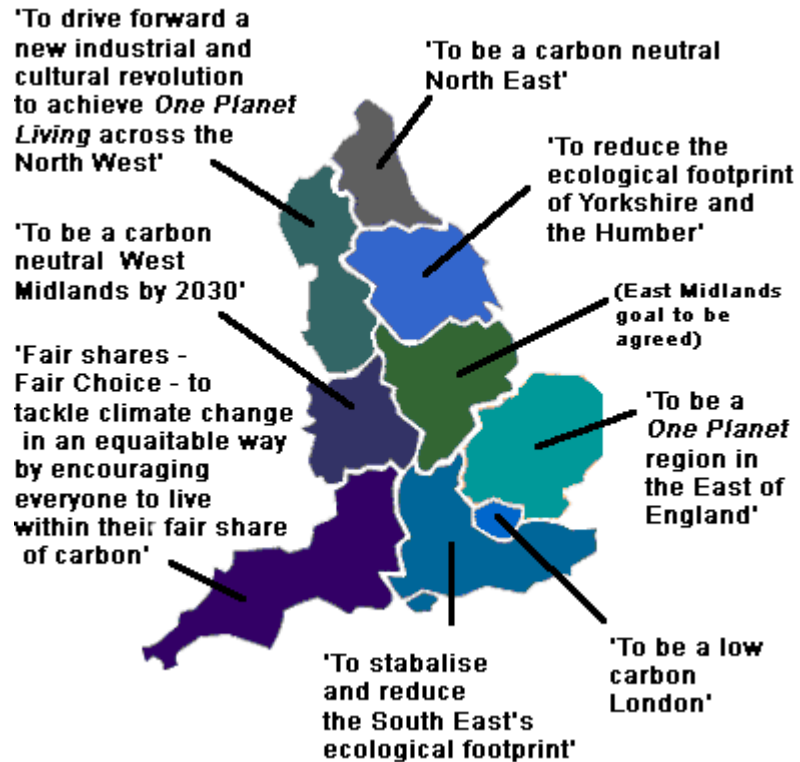 'To drive forward a
new industrial and
cultural revolution
to achieve One Planet
Living across the
North West'
'To be a carbon neutral
North East'
'To reduce the
ecological footprint
of Yorkshire and
the Humber'
'To be a carbon
neutral West
Midlands by 2030'
(East Midlands
goal to be
agreed)
'Fair shares -
Fair Choice - to
tackle climate change
in an equaitable way
by encouraging
everyone to live
within their fair share
of carbon'
'To be a
One Planet
region in
the East of
England'
'To be a low
carbon
London'
'To stabalise
and reduce
the South East's
ecological footprint'